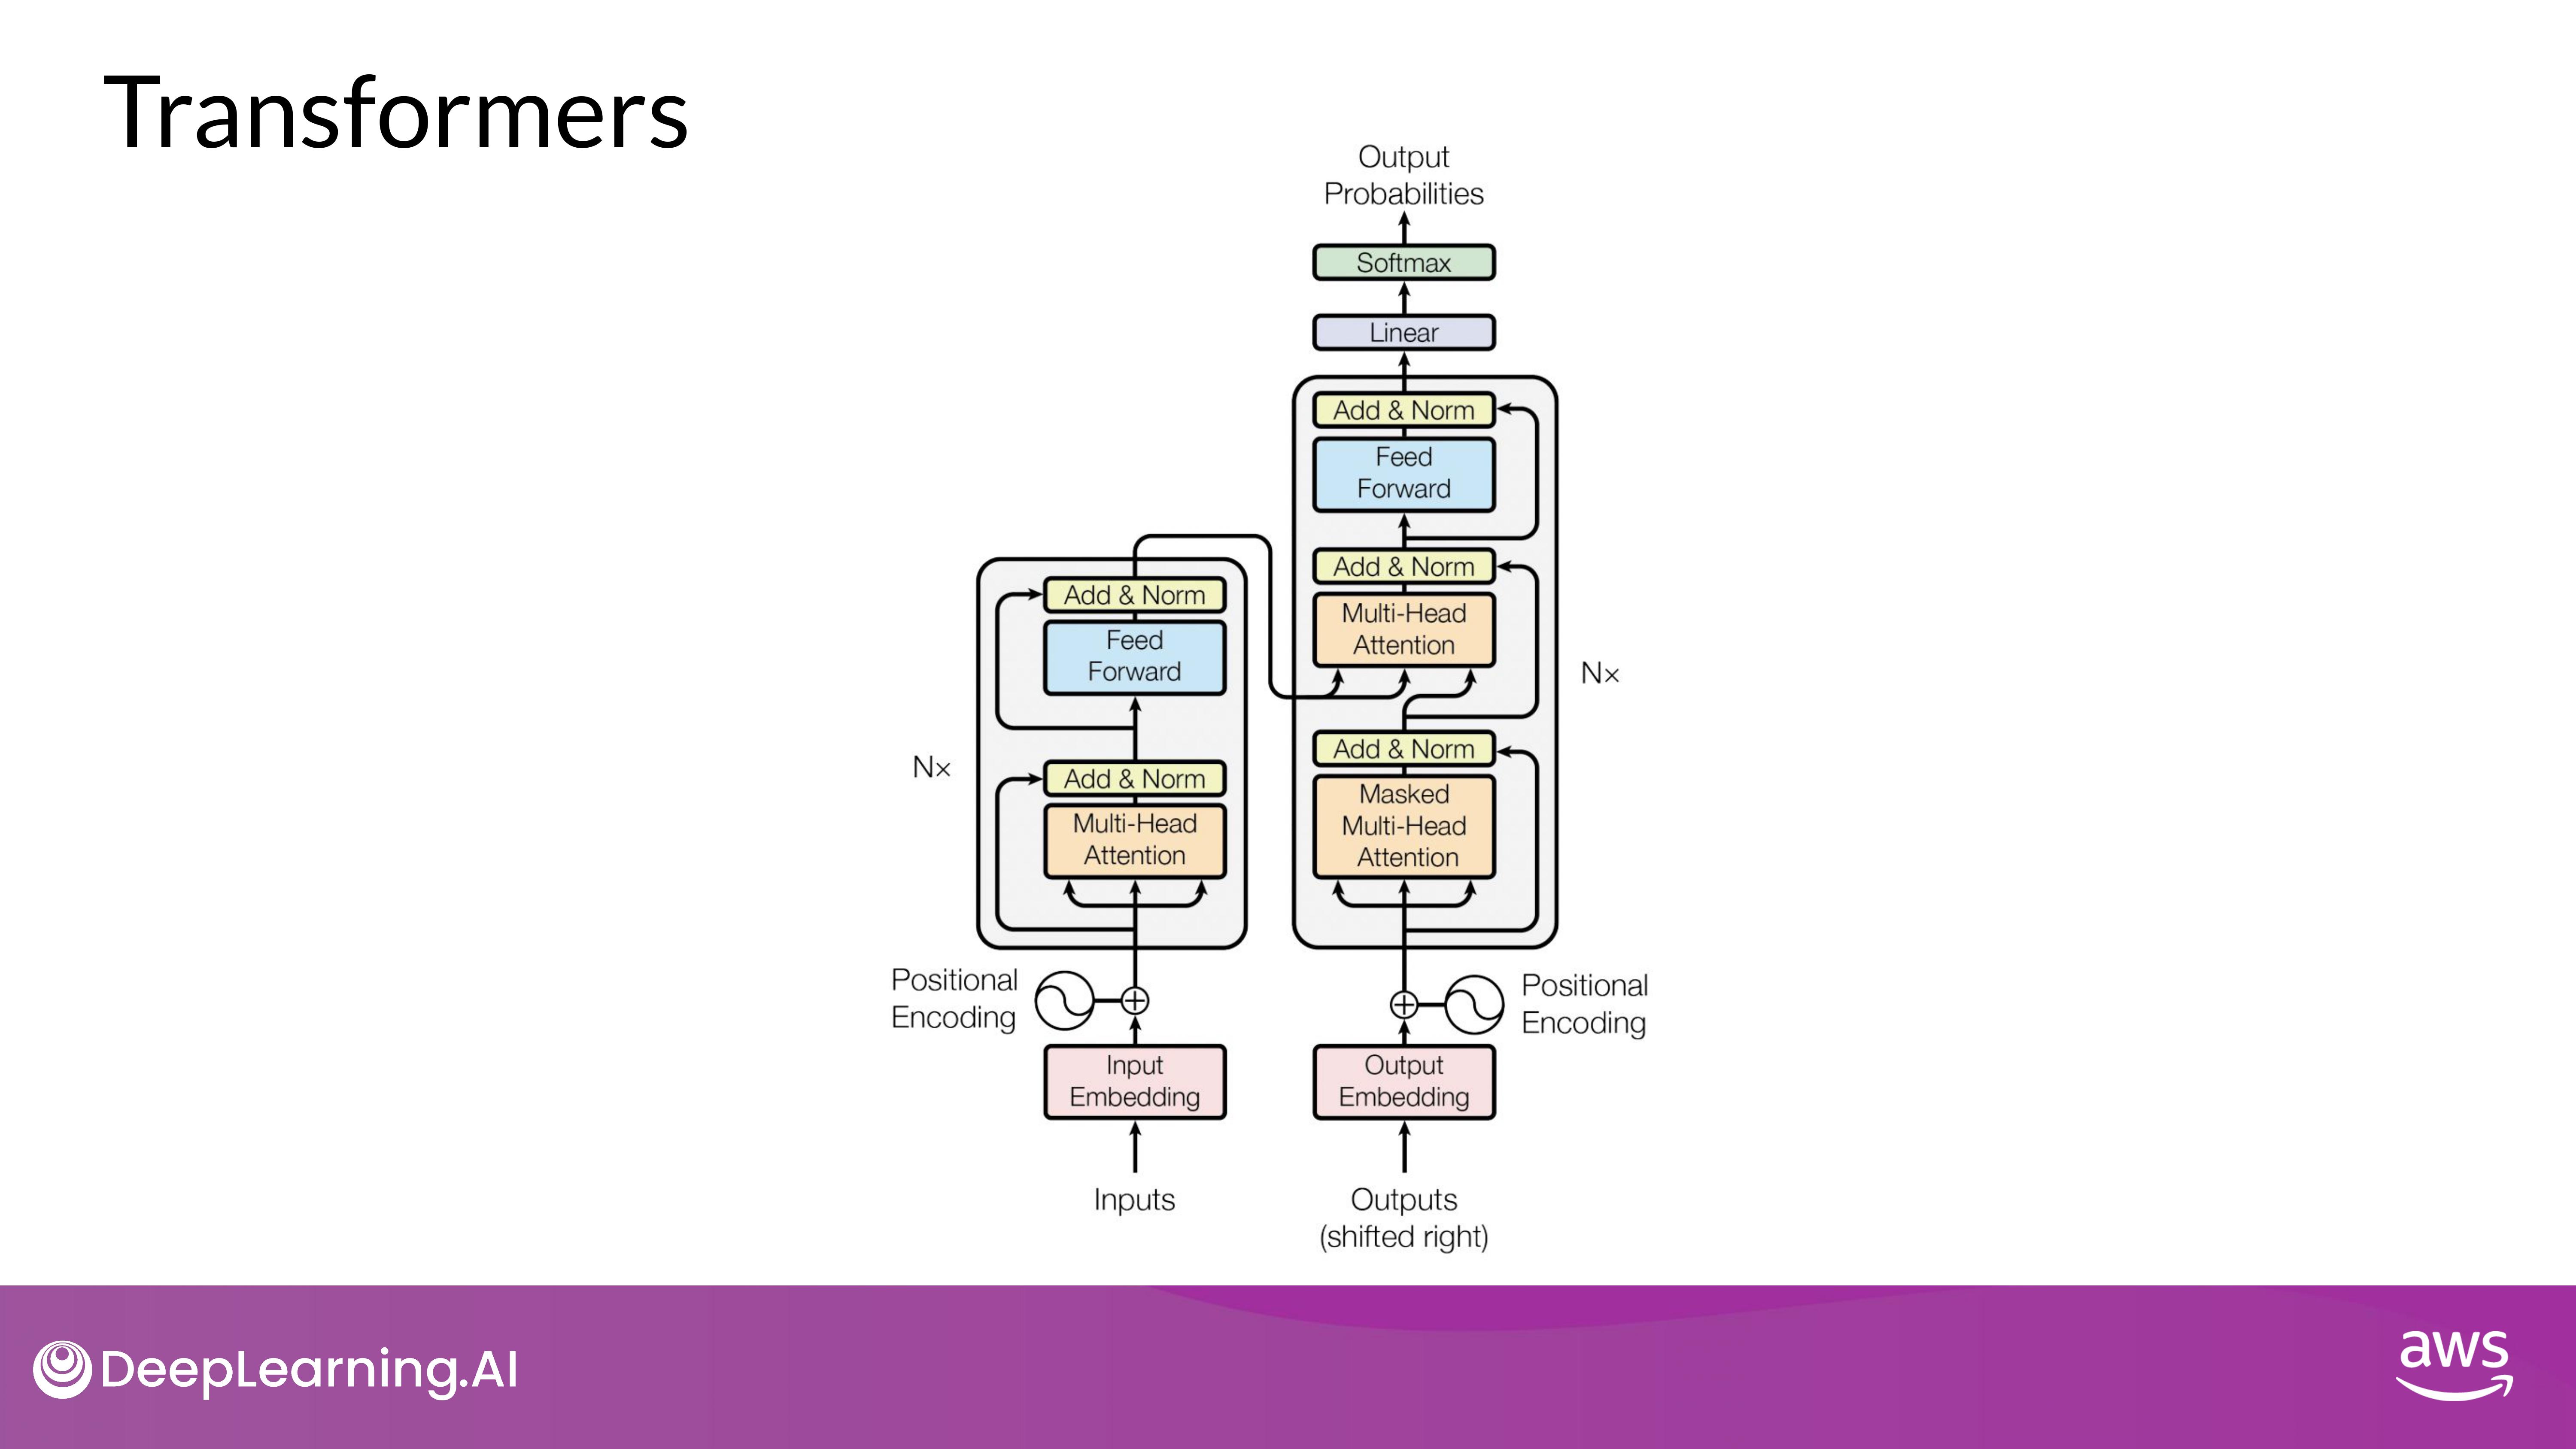 Transformers
Output
Probabilities
Softmax
Linear
Add & Norm
Feed
Forward
Add & Norm
Multi-Head
Attention
N×
Add & Norm
Masked
Multi-Head
Attention
Add & Norm
Feed
Forward
N×
Add & Norm
Multi-Head
Attention
Positional
Encoding
Positional
Encoding
Input
Embedding
Output
Embedding
Inputs
Outputs
(shifted right)
DeepLearning.AI
aws